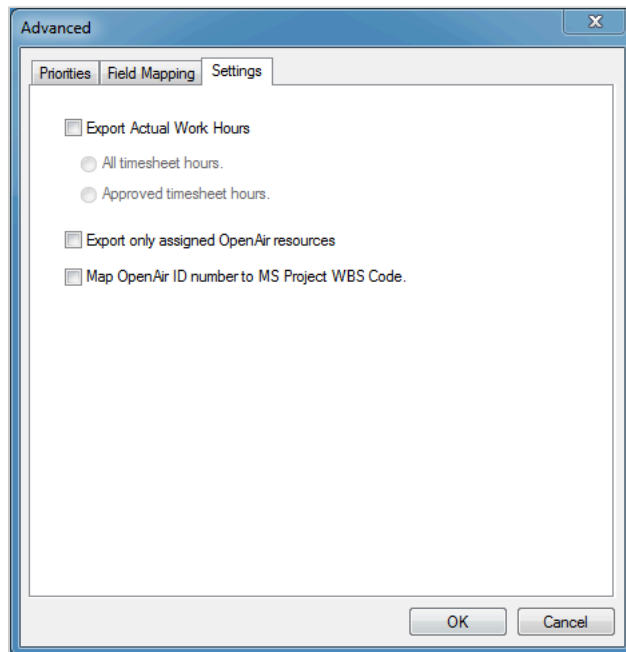 Advanced
X
Priorities Field Mapping Settings
Export Actual Work Hours
All timesheet hours.
Approved timesheet hours.
Export only assigned OpenAir resources
Map OpenAir ID number to MS Project WBS Code.
OK Cancel